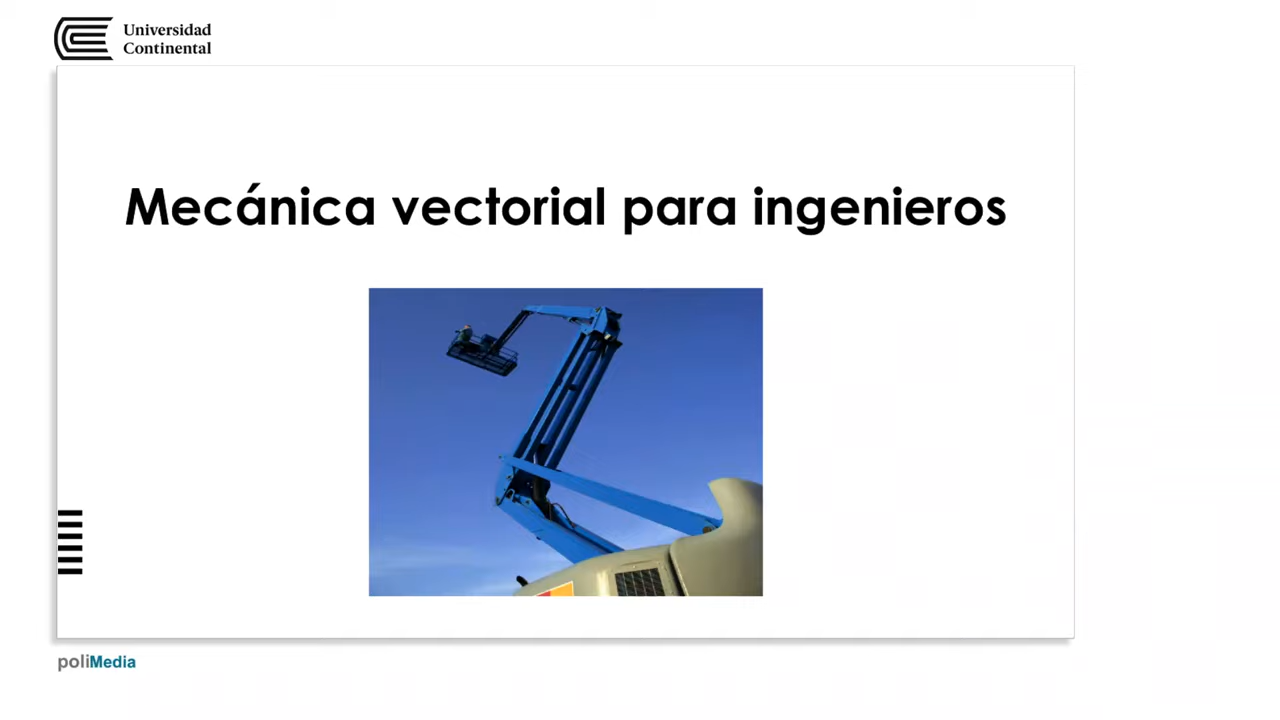 Universidad
Continental
Mecánica vectorial para ingenieros
poliMedia